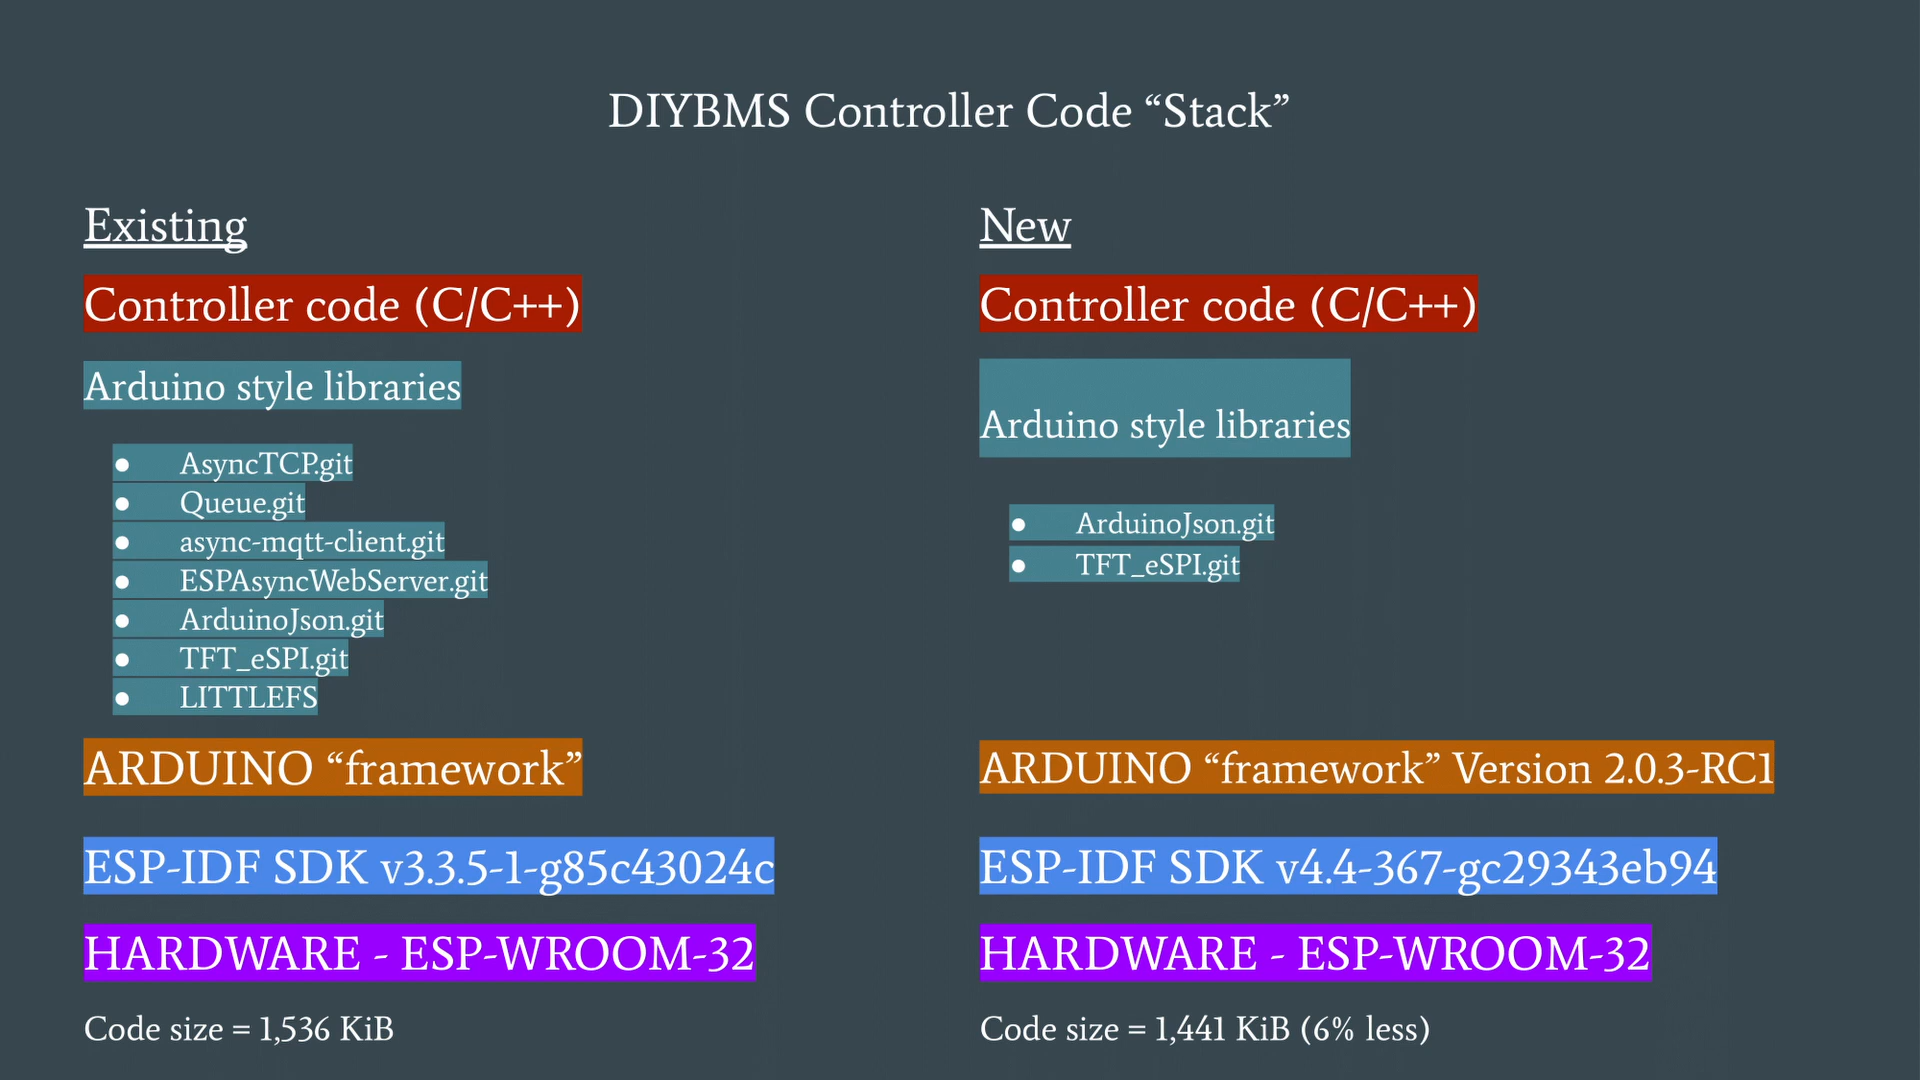 DIYBMS Controller Code “Stack”
Existing
Controller code (C/C++)
Arduino style libraries
● AsyncTCP.git
● Queue.git
● async-mqtt-client.git
● ESPAsyncWebServer.git
● ArduinoJson.git
● TFT_eSPI.git
● LITTLEFS
ARDUINO “framework”
ESP-IDF SDK v3.3.5-1-g85c43024c
HARDWARE - ESP-WROOM-32
Code size = 1,536 KiB
New
Controller code (C/C++)
Arduino style libraries
● ArduinoJson.git
● TFT_eSPI.git
ARDUINO “framework” Version 2.0.3-RC1
ESP-IDF SDK v4.4-367-gc29343eb94
HARDWARE - ESP-WROOM-32
Code size = 1,441 KiB (6% less)